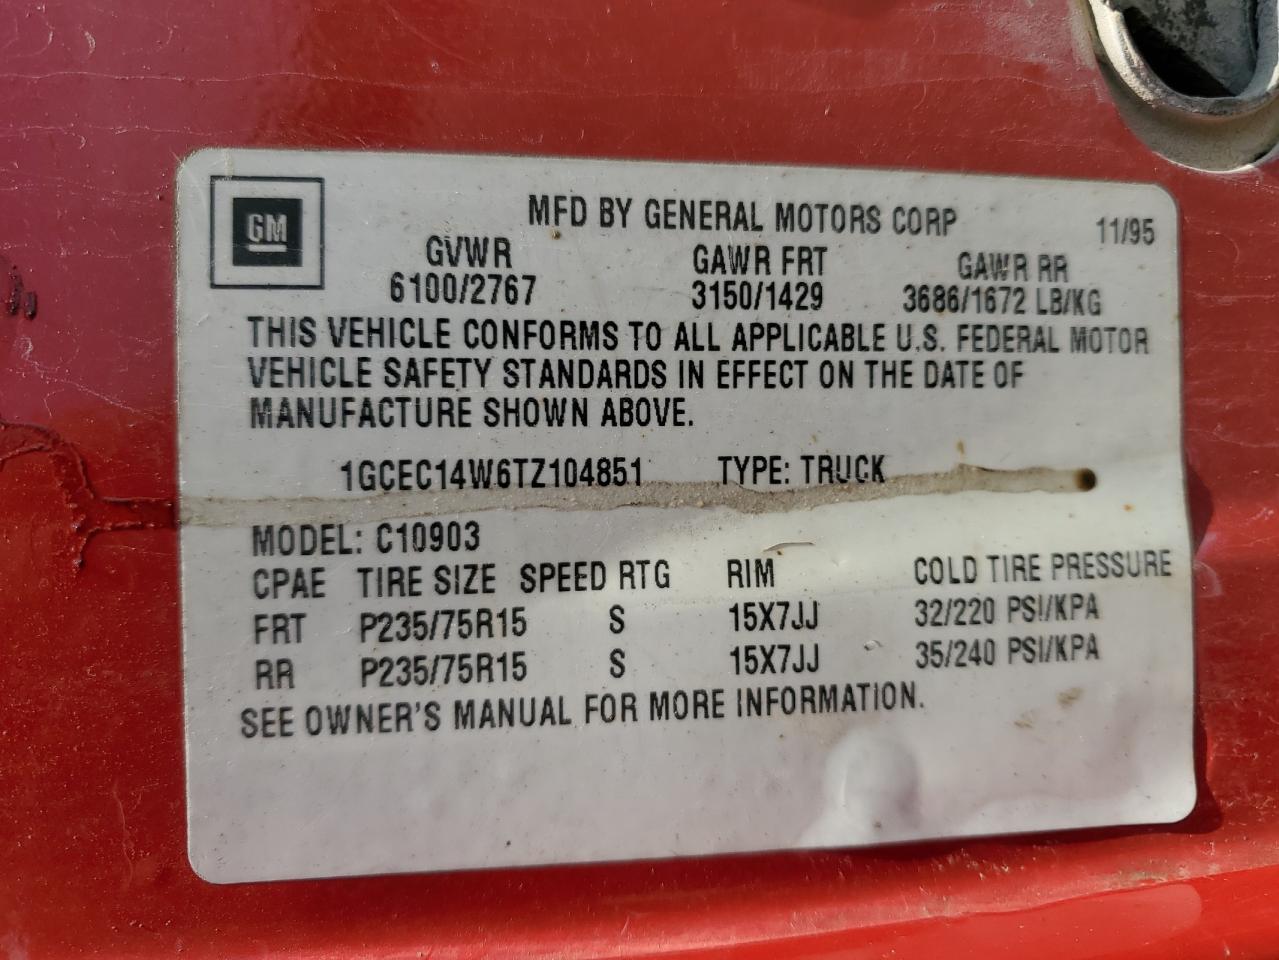 GM
MFD BY GENERAL MOTORS CORP 11/95
GVWR GAWR FRT GAWR RR
6100/2767 3150/1429 3686/1672 LB/KG
THIS VEHICLE CONFORMS TO ALL APPLICABLE U.S. FEDERAL MOTOR
VEHICLE SAFETY STANDARDS IN EFFECT ON THE DATE OF
MANUFACTURE SHOWN ABOVE.
1GCEC14W6TZ104851 TYPE: TRUCK
MODEL: C10903
CPAE TIRE SIZE SPEED RTG RIM COLD TIRE PRESSURE
FRT P235/75R15 S 15X7JJ 32/220 PSI/KPA
RR P235/75R15 S 15X7JJ 35/240 PSI/KPA
SEE OWNER'S MANUAL FOR MORE INFORMATION.